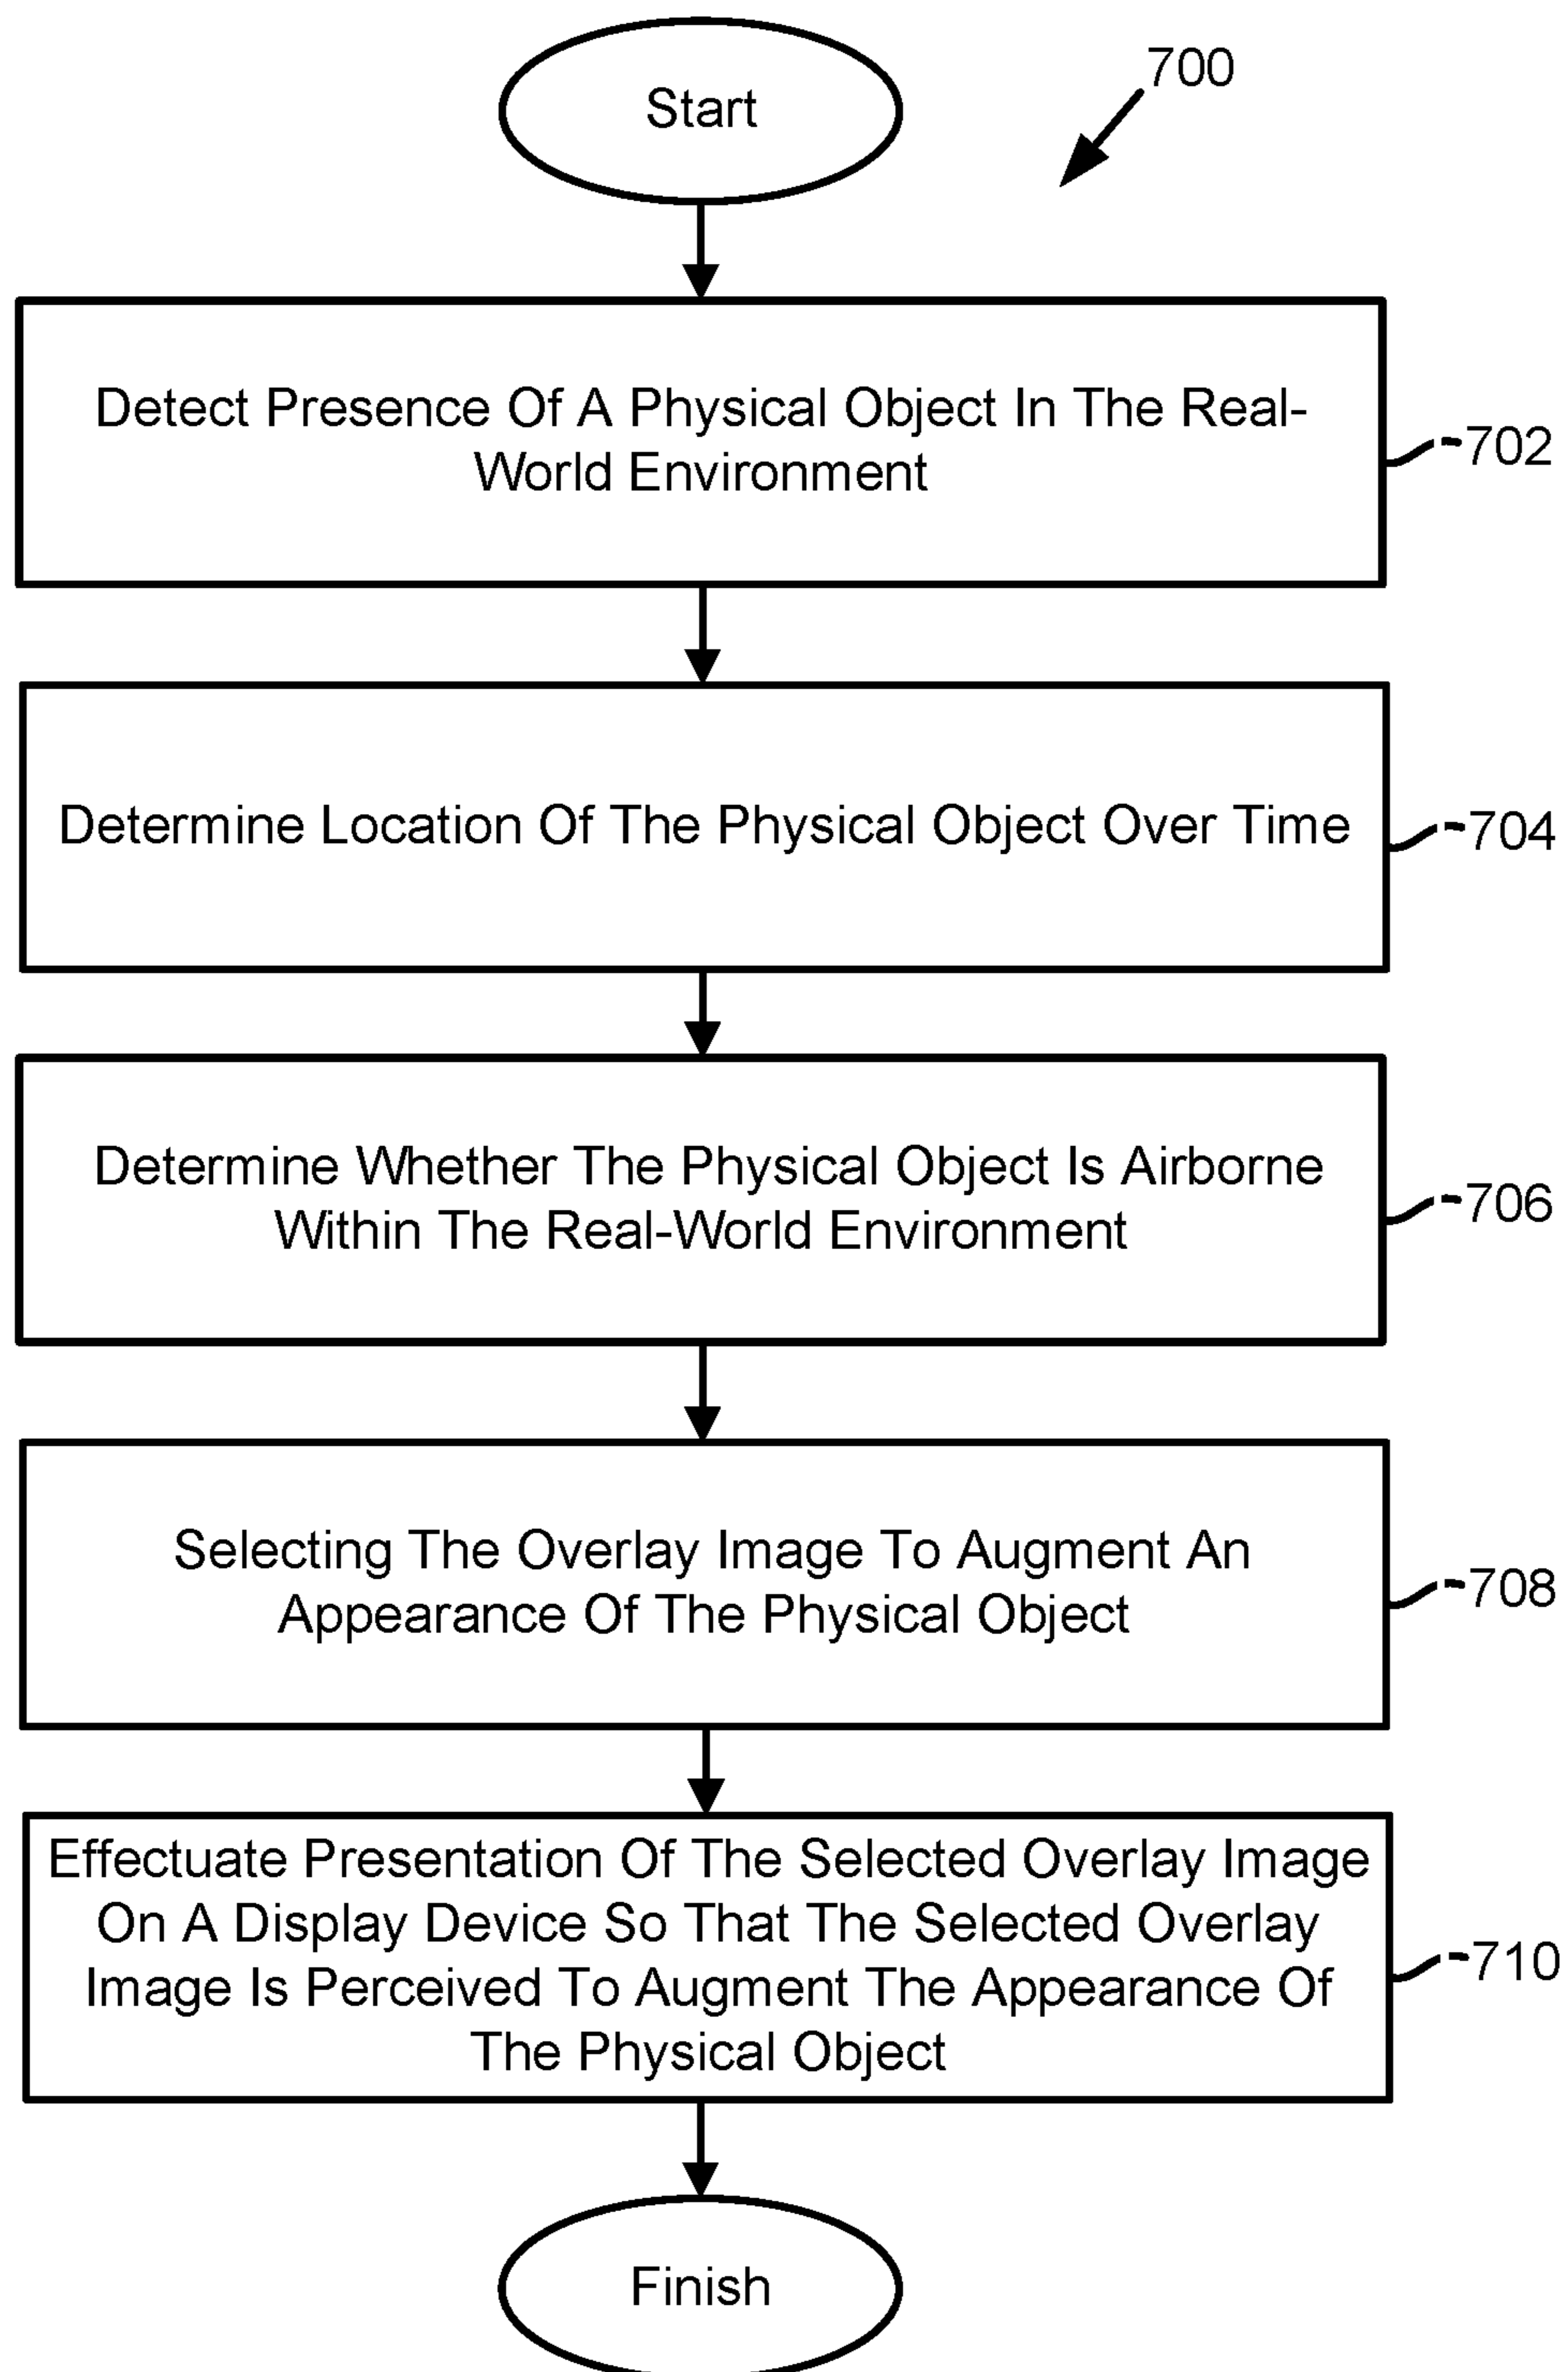 Start
700
Detect Presence Of A Physical Object In The Real-
World Environment
702
Determine Location Of The Physical Object Over Time
704
Determine Whether The Physical Object Is Airborne
Within The Real-World Environment
706
Selecting The Overlay Image To Augment An
Appearance Of The Physical Object
708
Effectuate Presentation Of The Selected Overlay Image
On A Display Device So That The Selected Overlay
Image Is Perceived To Augment The Appearance Of
The Physical Object
710
Finish